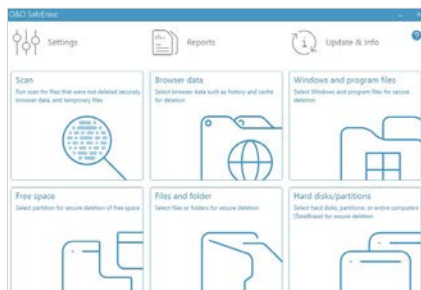 O&O SafeErase
Settings
Reports
Update & Info
Scan
Run scan for files that were not deleted securely,
browser data, and temporary files
Browser data
Select browser data such as history and cache
for deletion
Windows and program files
Select Windows and program files for secure
deletion
Free space
Select partition for secure deletion of free space
Files and folder
Select files or folders for secure deletion
Hard disks/partitions
Select hard disks, partitions, or entire computers
(TotalErase) for secure deletion